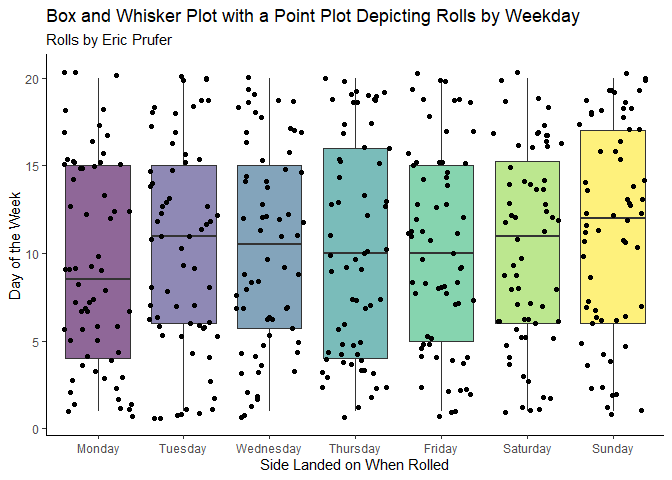 Box and Whisker Plot with a Point Plot Depicting Rolls by Weekday
Rolls by Eric Prufer
20
15
10
5
0
Day of the Week
Monday Tuesday Wednesday Thursday Friday Saturday Sunday
Side Landed on When Rolled